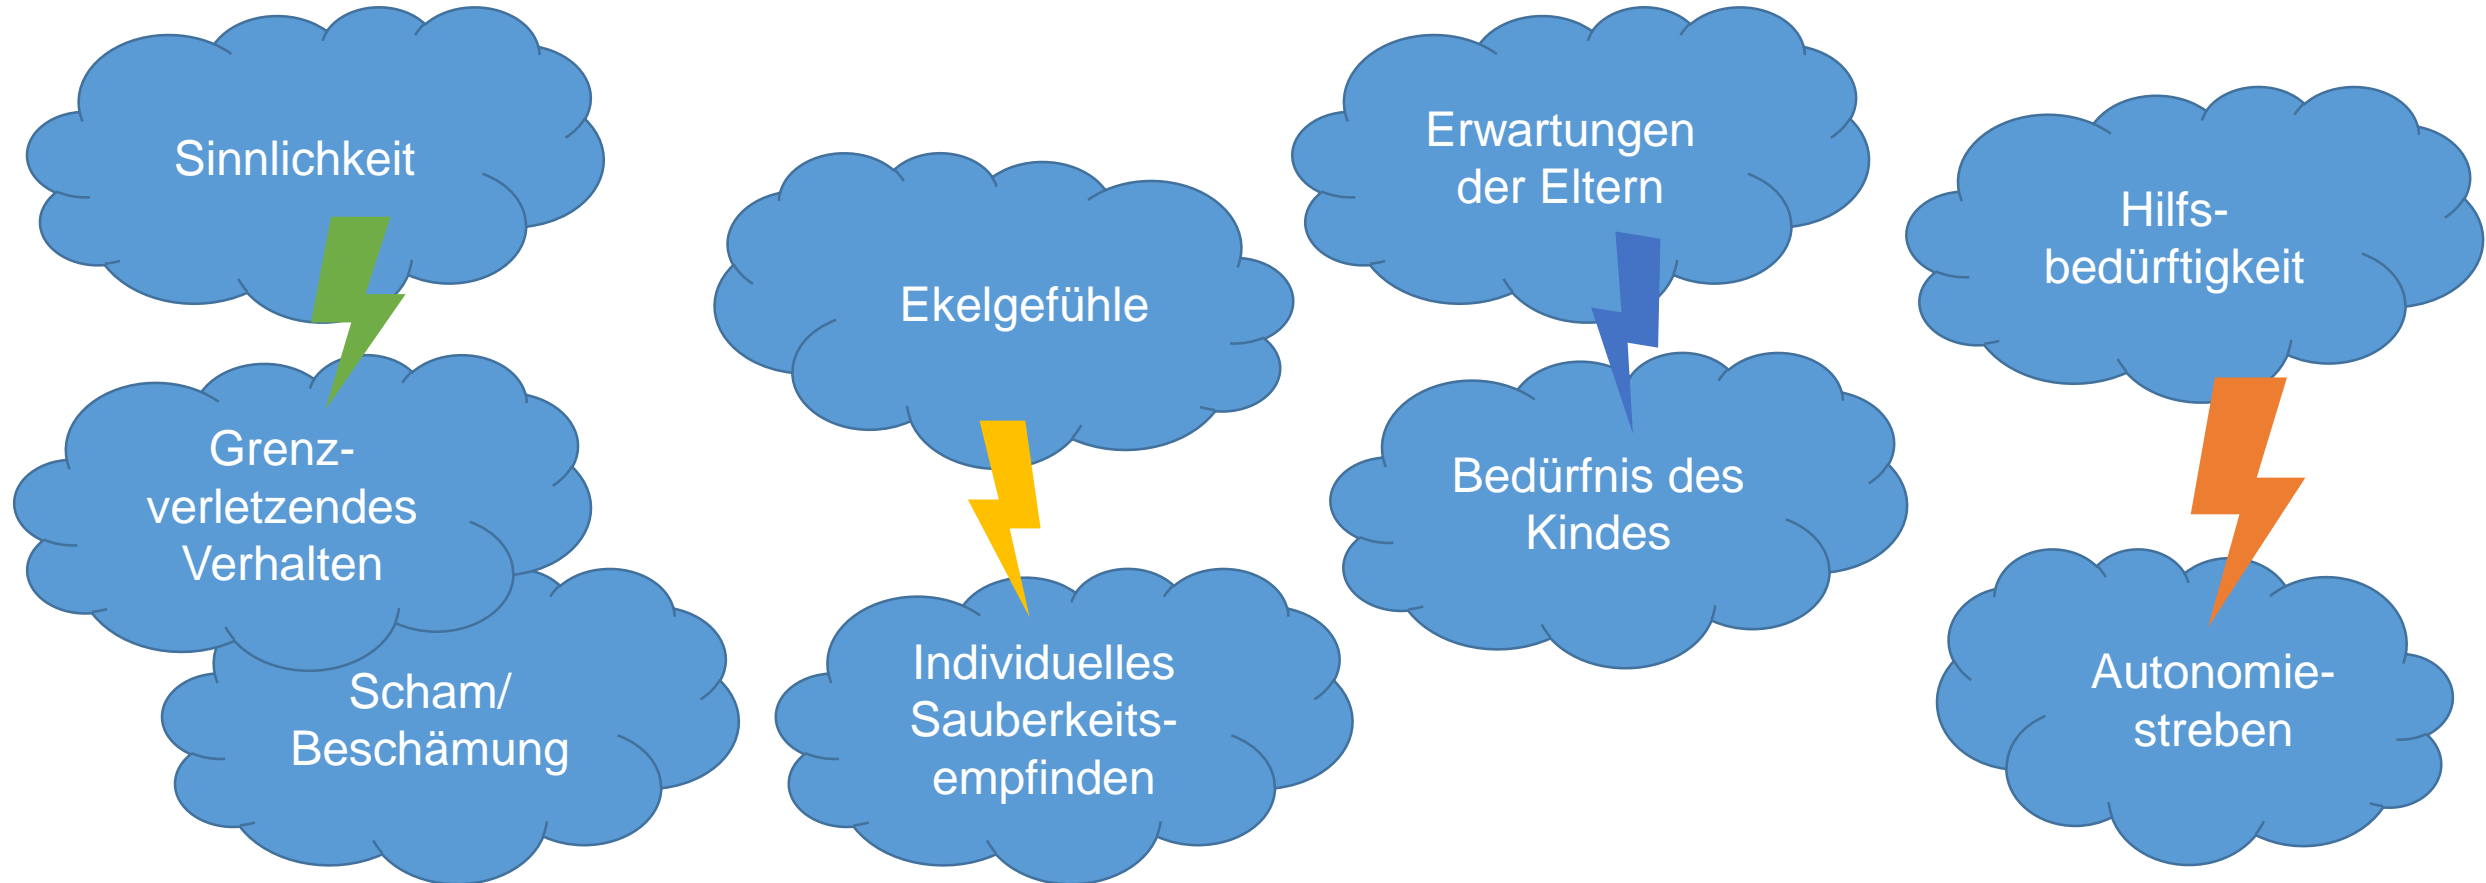 Sinnlichkeit
Grenz-
verletzendes
Verhalten
Scham/
Beschämung
Ekelgefühle
Individuelles
Sauberkeits-
empfinden
Erwartungen
der Eltern
Bedürfnis des
Kindes
Hilfs-
bedürftigkeit
Autonomie-
streben